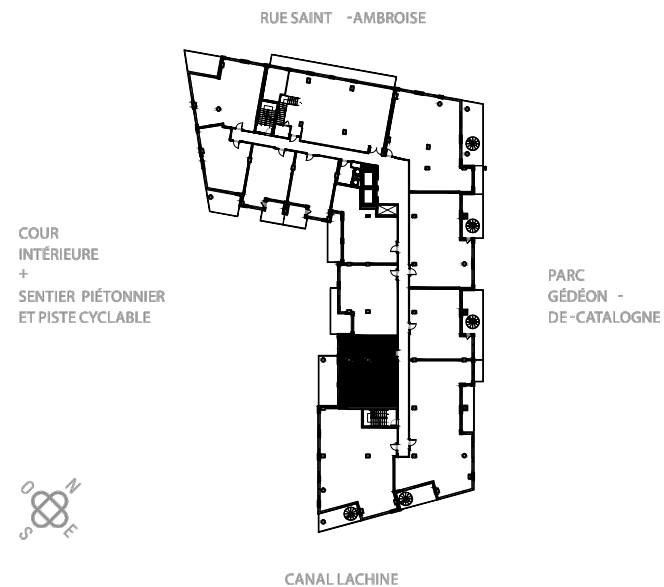 RUE SAINT -AMBROISE
COUR
INTÉRIEURE
+
SENTIER PIÉTONNIER
ET PISTE CYCLABLE
PARC
GÉDÉON -
DE-CATALOGNE
O N
S E
CANAL LACHINE